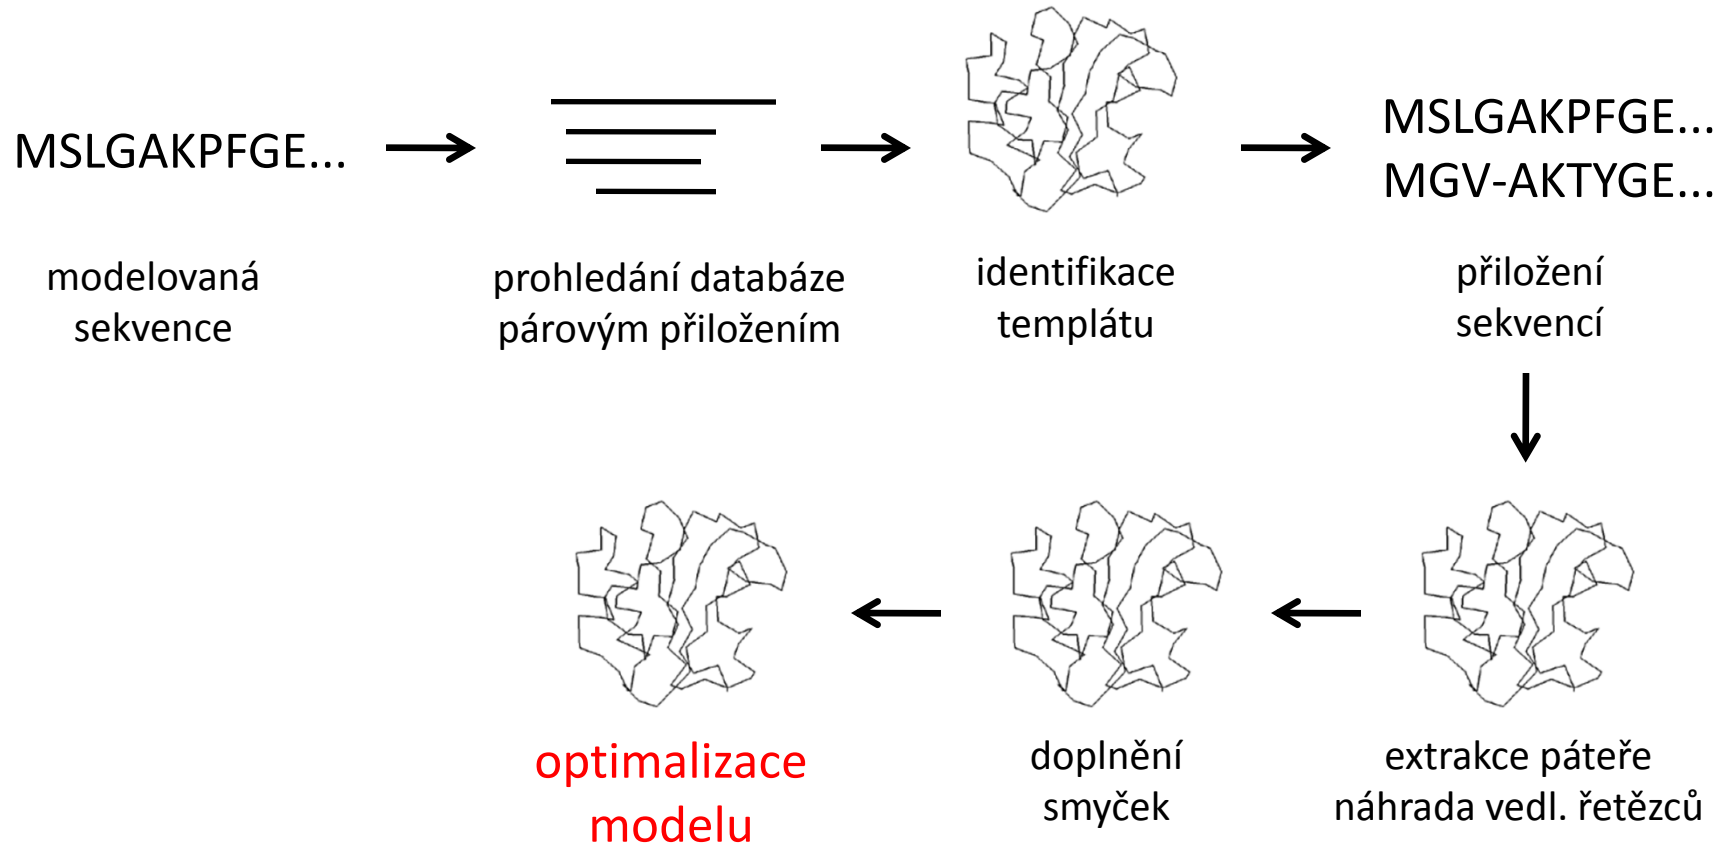 MSLGAKPFGE...
modelovaná
sekvence
prohledání databáze
párovým přiložením
identifikace
templátu
MSLGAKPFGE...
MGV-AKTYGE...
přiložení
sekvencí
extrakce páteře
náhrada vedl. řetězců
doplnění
smyček
optimalizace
modelu